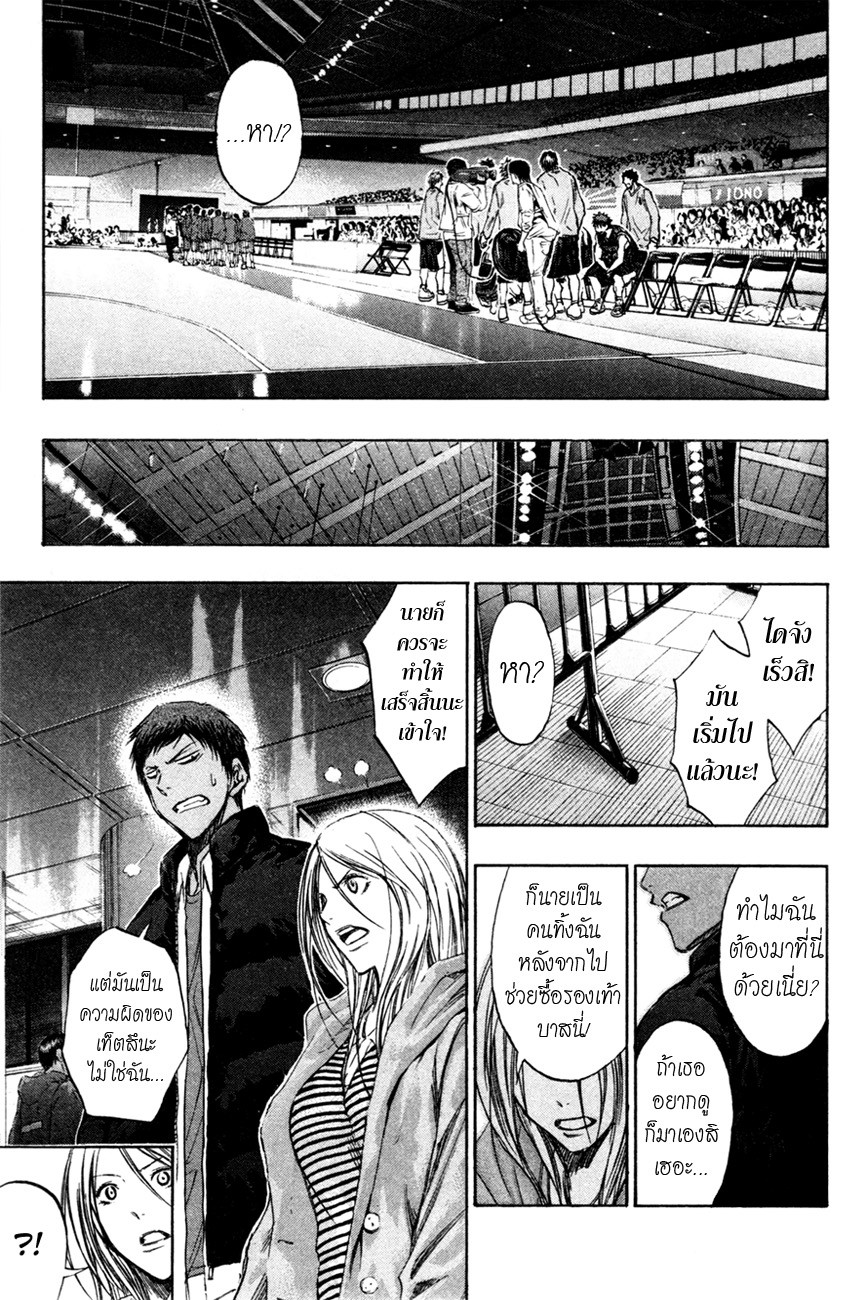 ...หา!?
JIONO
ไดจัง
เร็วสิ!
มัน
เริ่มไป
แล้วนะ!
หา?
นายก็
ควรจะ
ทำให้
เสร็จสิ้นนะ
เข้าใจ!
ทำไมฉัน
ต้องมาที่นี่
ด้วยเนี่ย?
ถ้าเธอ
อยากดู
ก็มาเองสิ
เฮอะ...
ก็นายเป็น
คนทิ้งฉัน
หลังจากไป
ช่วยซื้อรองเท้า
บาสนี่!
แต่มันเป็น
ความผิดของ
เท็ตสึนะ
ไม่ใช่ฉัน...
?!